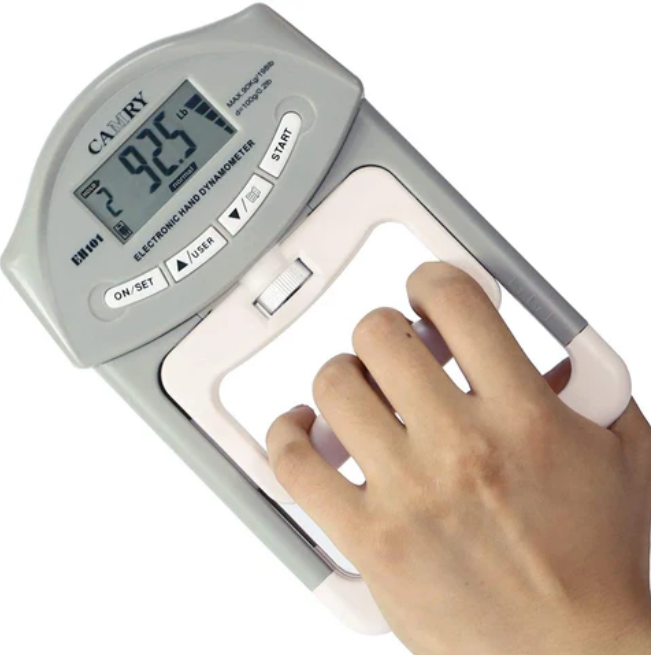 CAMRY
MAX.90Kg/198lb
d=100g/0.2lb
92.5 Lb
2
ELECTRONIC HAND DYNAMOMETER
EH101
ON/SET
▲/USER
▼/
START